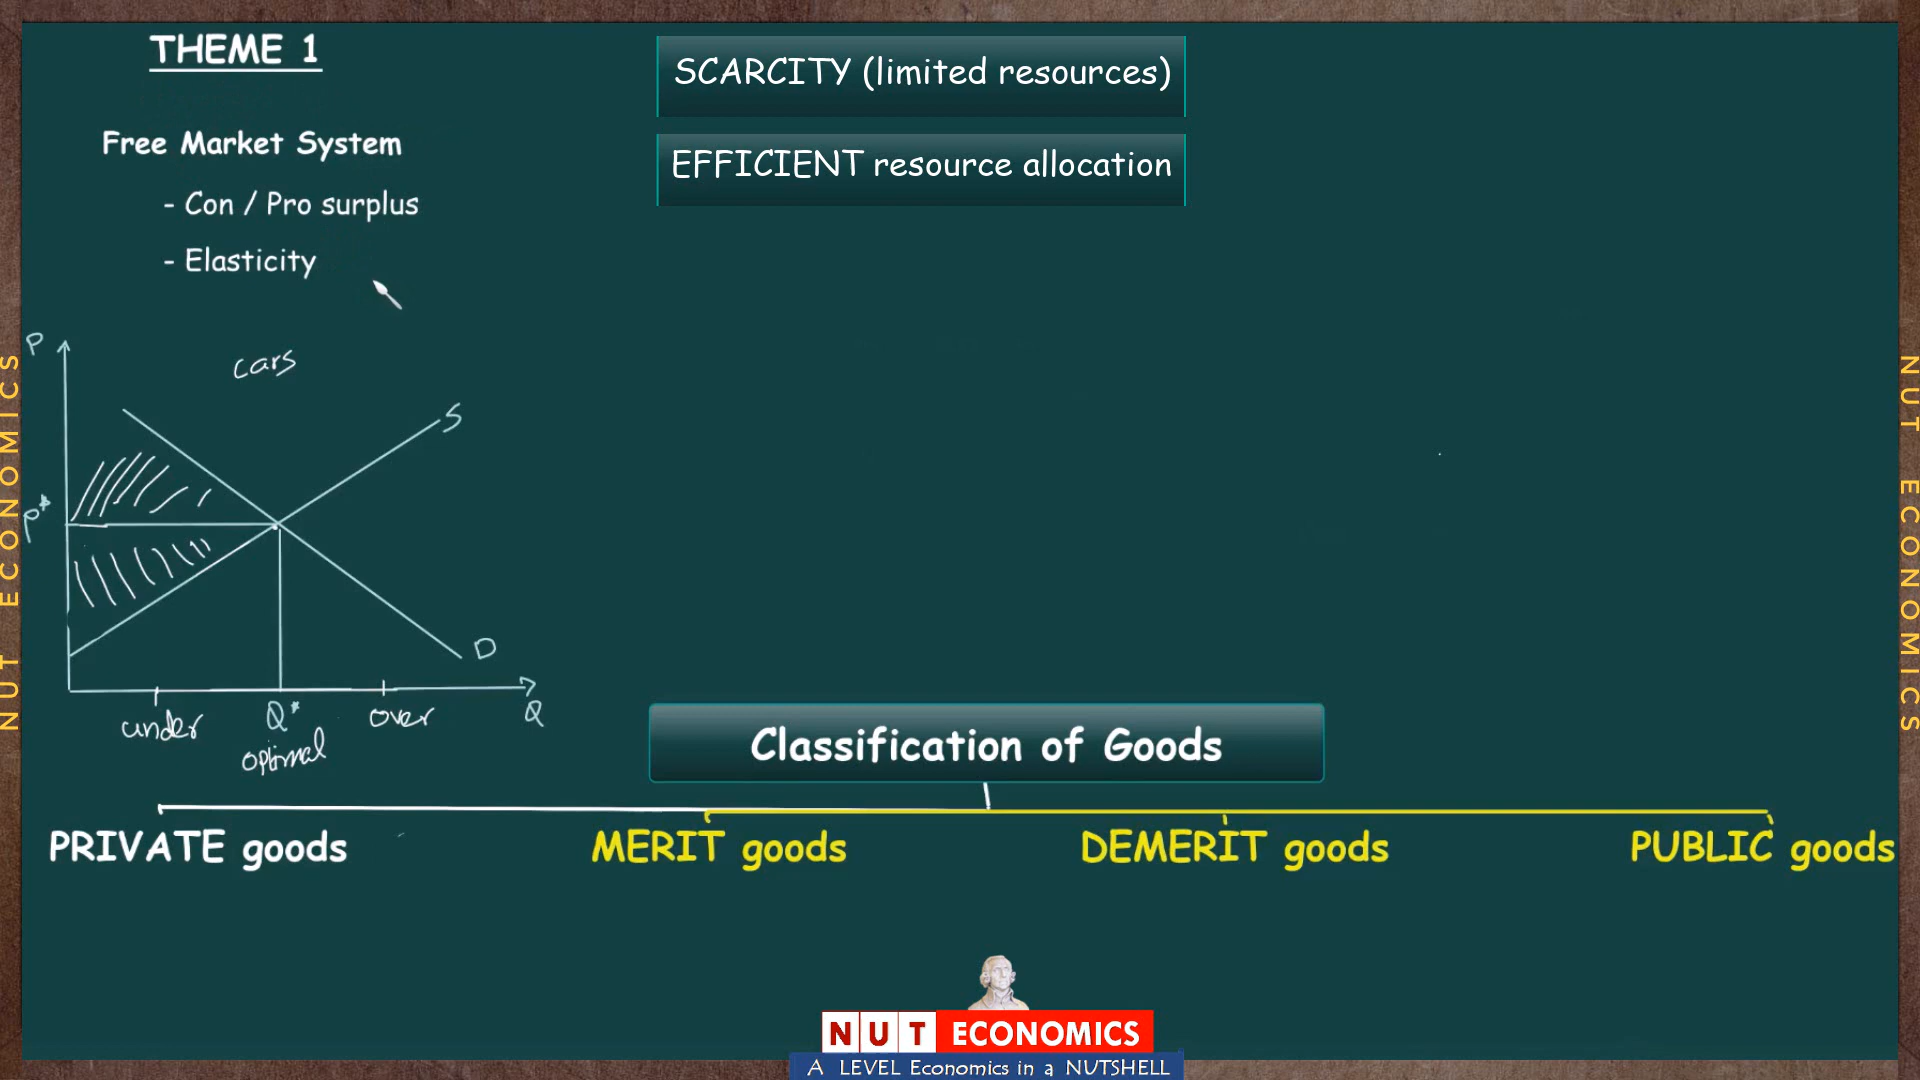 THEME 1
SCARCITY (limited resources)
EFFICIENT resource allocation
Free Market System
- Con / Pro surplus
- Elasticity
P
cars
S
P*
D
under
Q*
over
Q
optimal
Classification of Goods
PRIVATE goods
MERIT goods
DEMERIT goods
PUBLIC goods
NUT ECONOMICS
NUT ECONOMICS
NUT ECONOMICS
A LEVEL Economics in a NUTSHELL